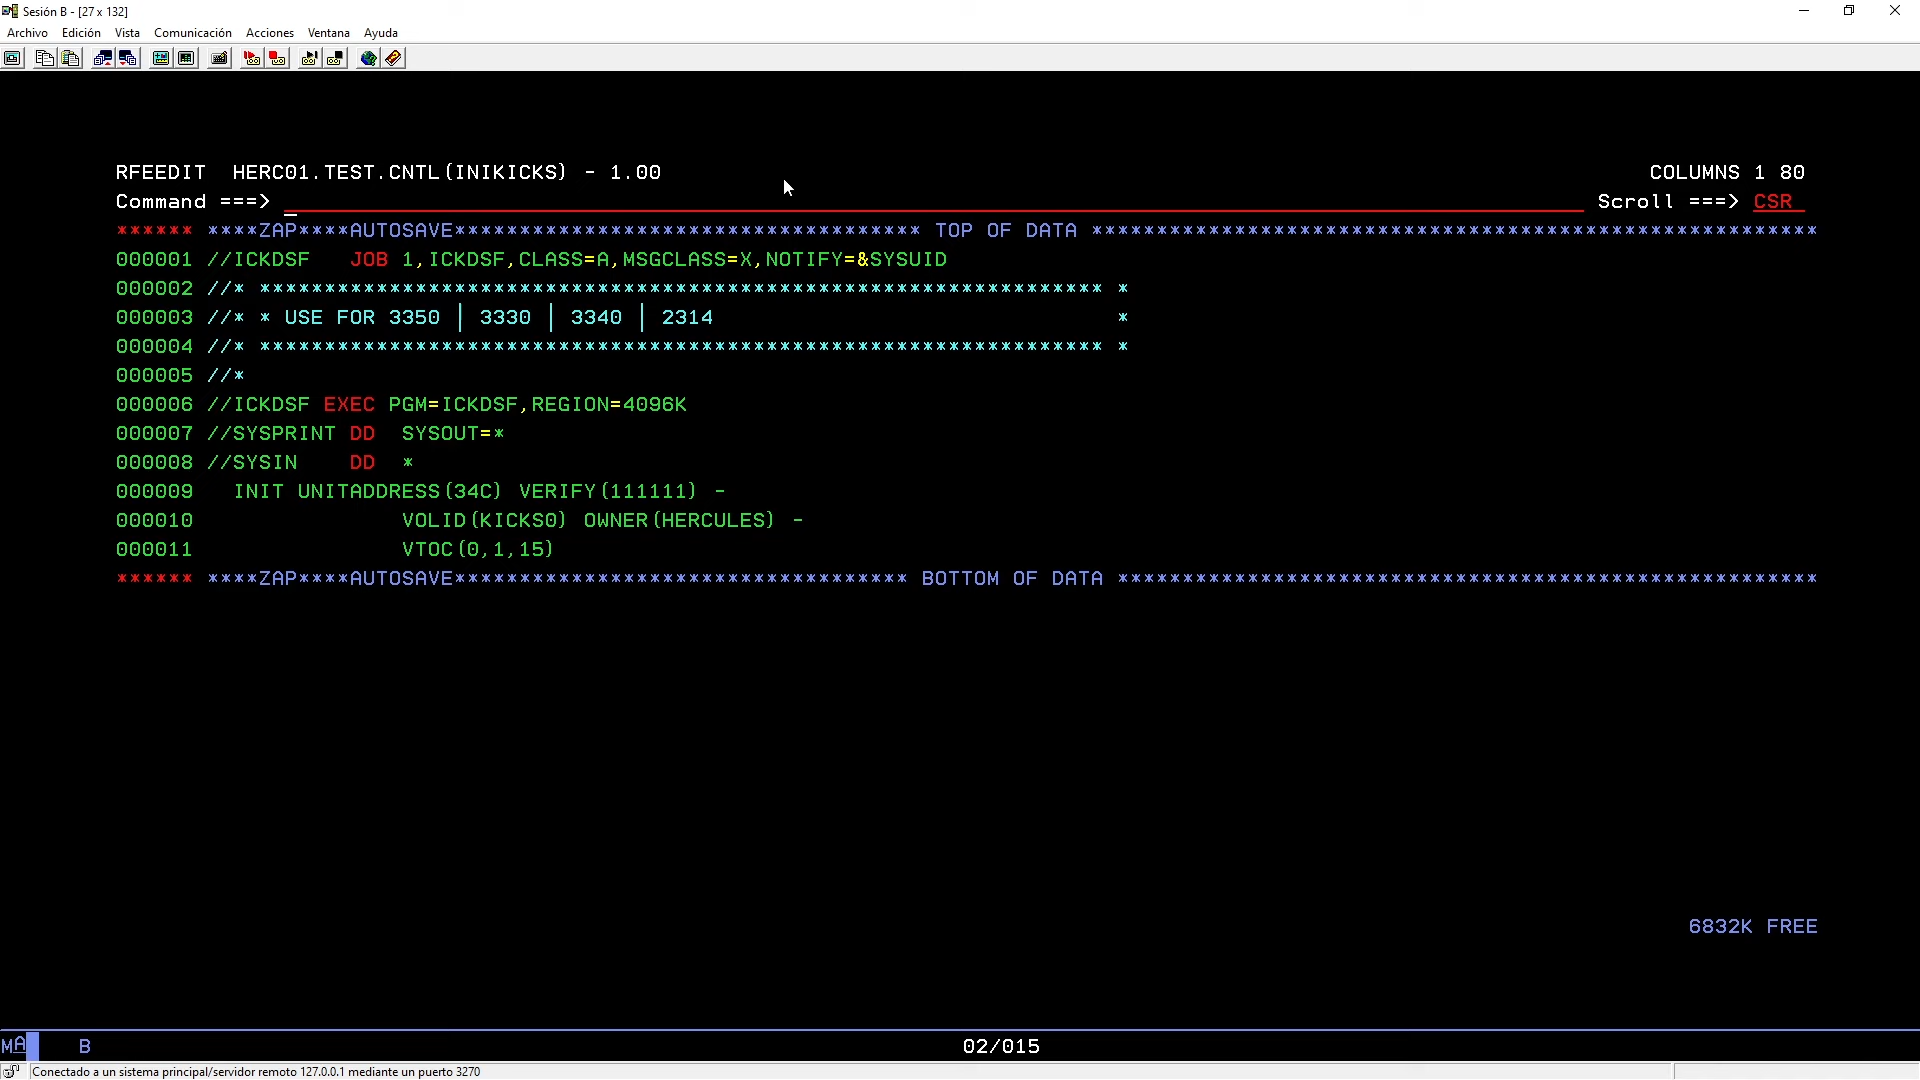 Sesión B - [27 x 132]
Archivo Edición Vista Comunicación Acciones Ventana Ayuda
RFEEDIT  HERC01.TEST.CNTL(INIKICKS) - 1.00 COLUMNS 1 80
Command ===> Scroll ===> CSR
****** ****ZAP****AUTOSAVE************************************ TOP OF DATA ********************************************************
000001 //ICKDSF   JOB 1,ICKDSF,CLASS=A,MSGCLASS=X,NOTIFY=&SYSUID
000002 //* ***************************************************************** *
000003 //* * USE FOR 3350 | 3330 | 3340 | 2314                               *
000004 //* ***************************************************************** *
000005 //*
000006 //ICKDSF EXEC PGM=ICKDSF,REGION=4096K
000007 //SYSPRINT DD  SYSOUT=*
000008 //SYSIN    DD  *
000009   INIT UNITADDRESS(34C) VERIFY(111111) -
000010                VOLID(KICKS0) OWNER(HERCULES) -
000011                VTOC(0,1,15)
****** ****ZAP****AUTOSAVE*********************************** BOTTOM OF DATA ******************************************************
6832K FREE
MA B 02/015
Conectado a un sistema principal/servidor remoto 127.0.0.1 mediante un puerto 3270